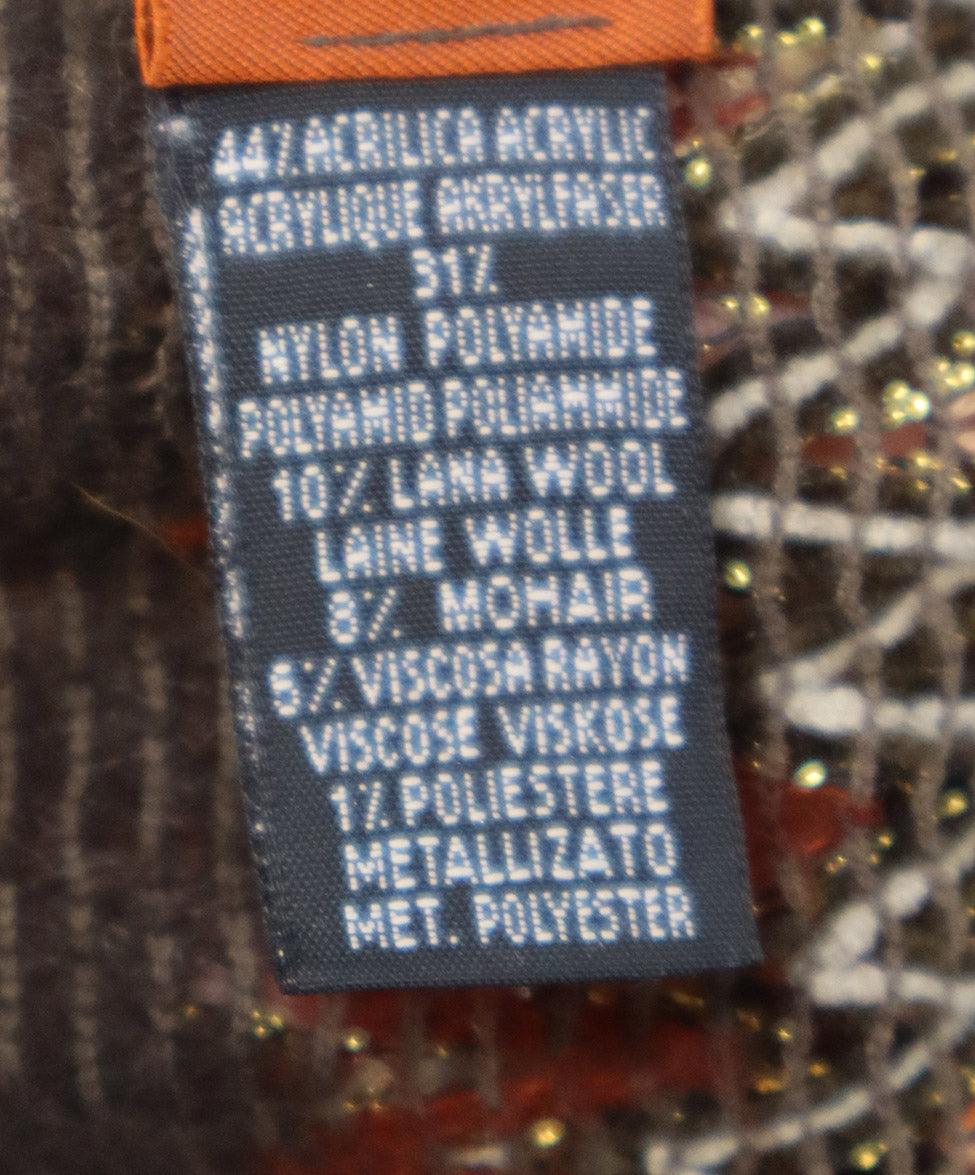 44% ACRILICA ACRYLIC
ACRYLIQUE AKRYLFASER
31%
NYLON POLYAMIDE
POLYAMID POLIAMMIDE
10% LANA WOOL
LAINE WOLLE
8% MOHAIR
6% VISCOSA RAYON
VISCOSE VISKOSE
1% POLIESTERE
METALLIZATO
MET. POLYESTER